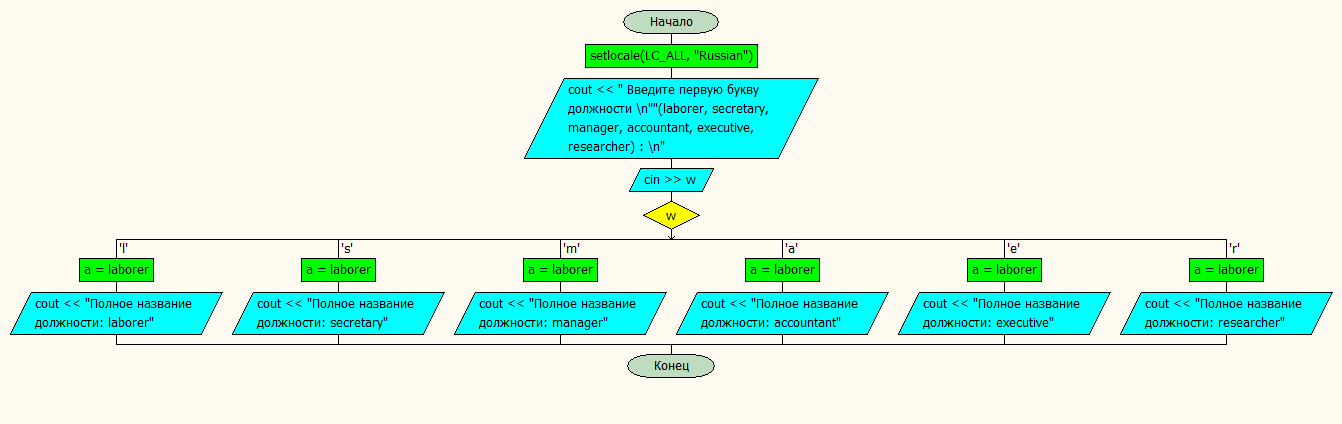 Начало
setlocale(LC_ALL, "Russian")
cout << " Введите первую букву
должности \n""(laborer, secretary,
manager, accountant, executive,
researcher) : \n"
cin >> w
w
'l'
's'
'm'
'a'
'e'
'r'
a = laborer
a = laborer
a = laborer
a = laborer
a = laborer
a = laborer
cout << "Полное название
должности: laborer"
cout << "Полное название
должности: secretary"
cout << "Полное название
должности: manager"
cout << "Полное название
должности: accountant"
cout << "Полное название
должности: executive"
cout << "Полное название
должности: researcher"
Конец